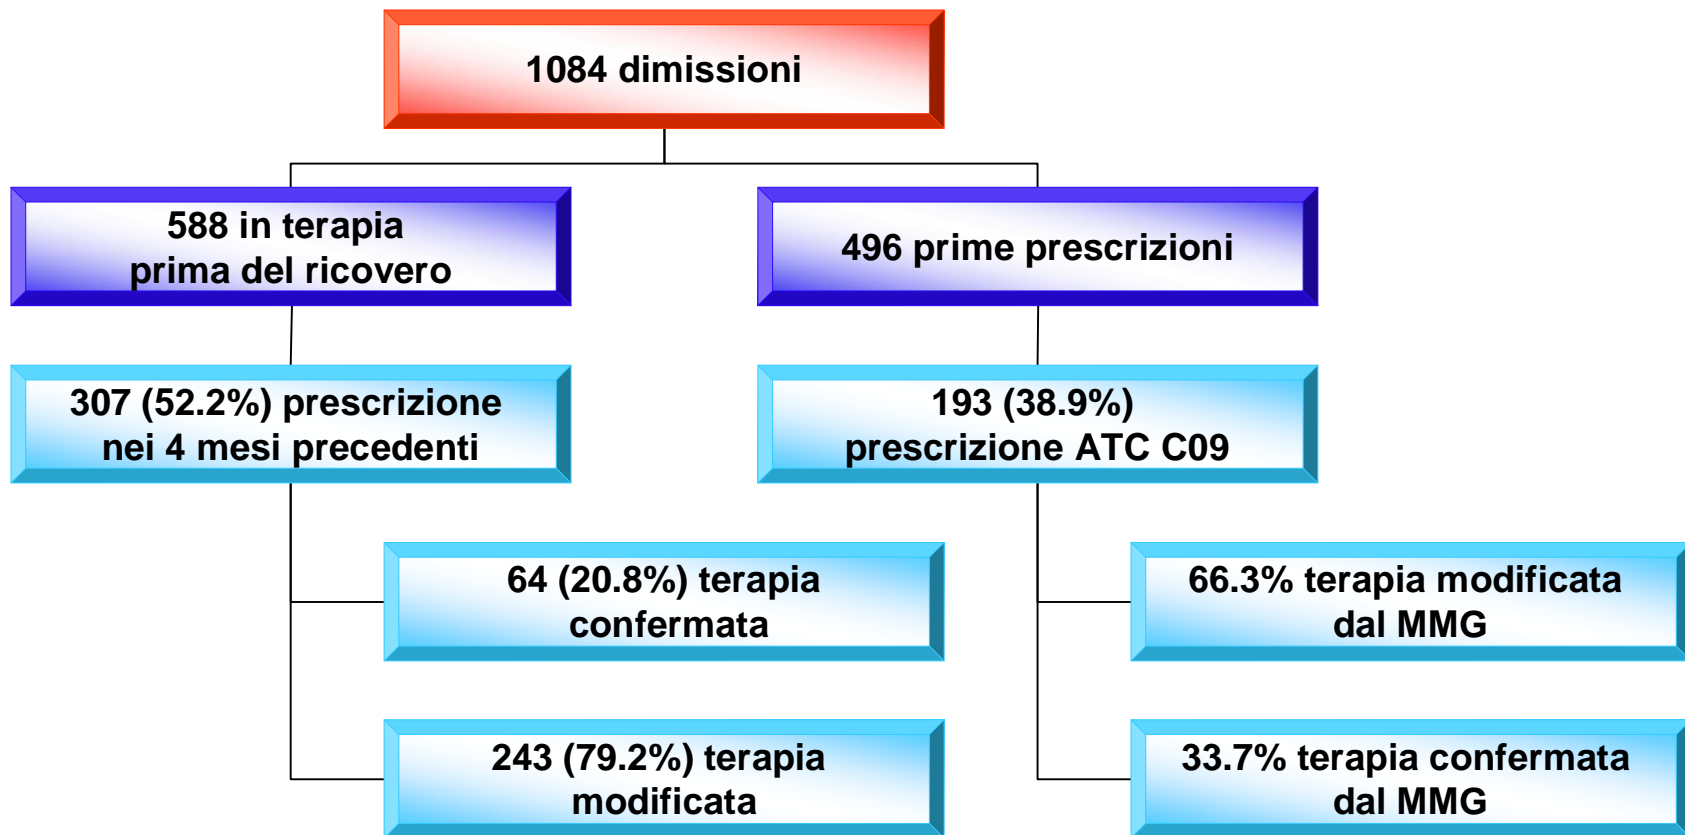 1084 dimissioni
588 in terapia
prima del ricovero
496 prime prescrizioni
307 (52.2%) prescrizione
nei 4 mesi precedenti
193 (38.9%)
prescrizione ATC C09
64 (20.8%) terapia
confermata
66.3% terapia modificata
dal MMG
243 (79.2%) terapia
modificata
33.7% terapia confermata
dal MMG